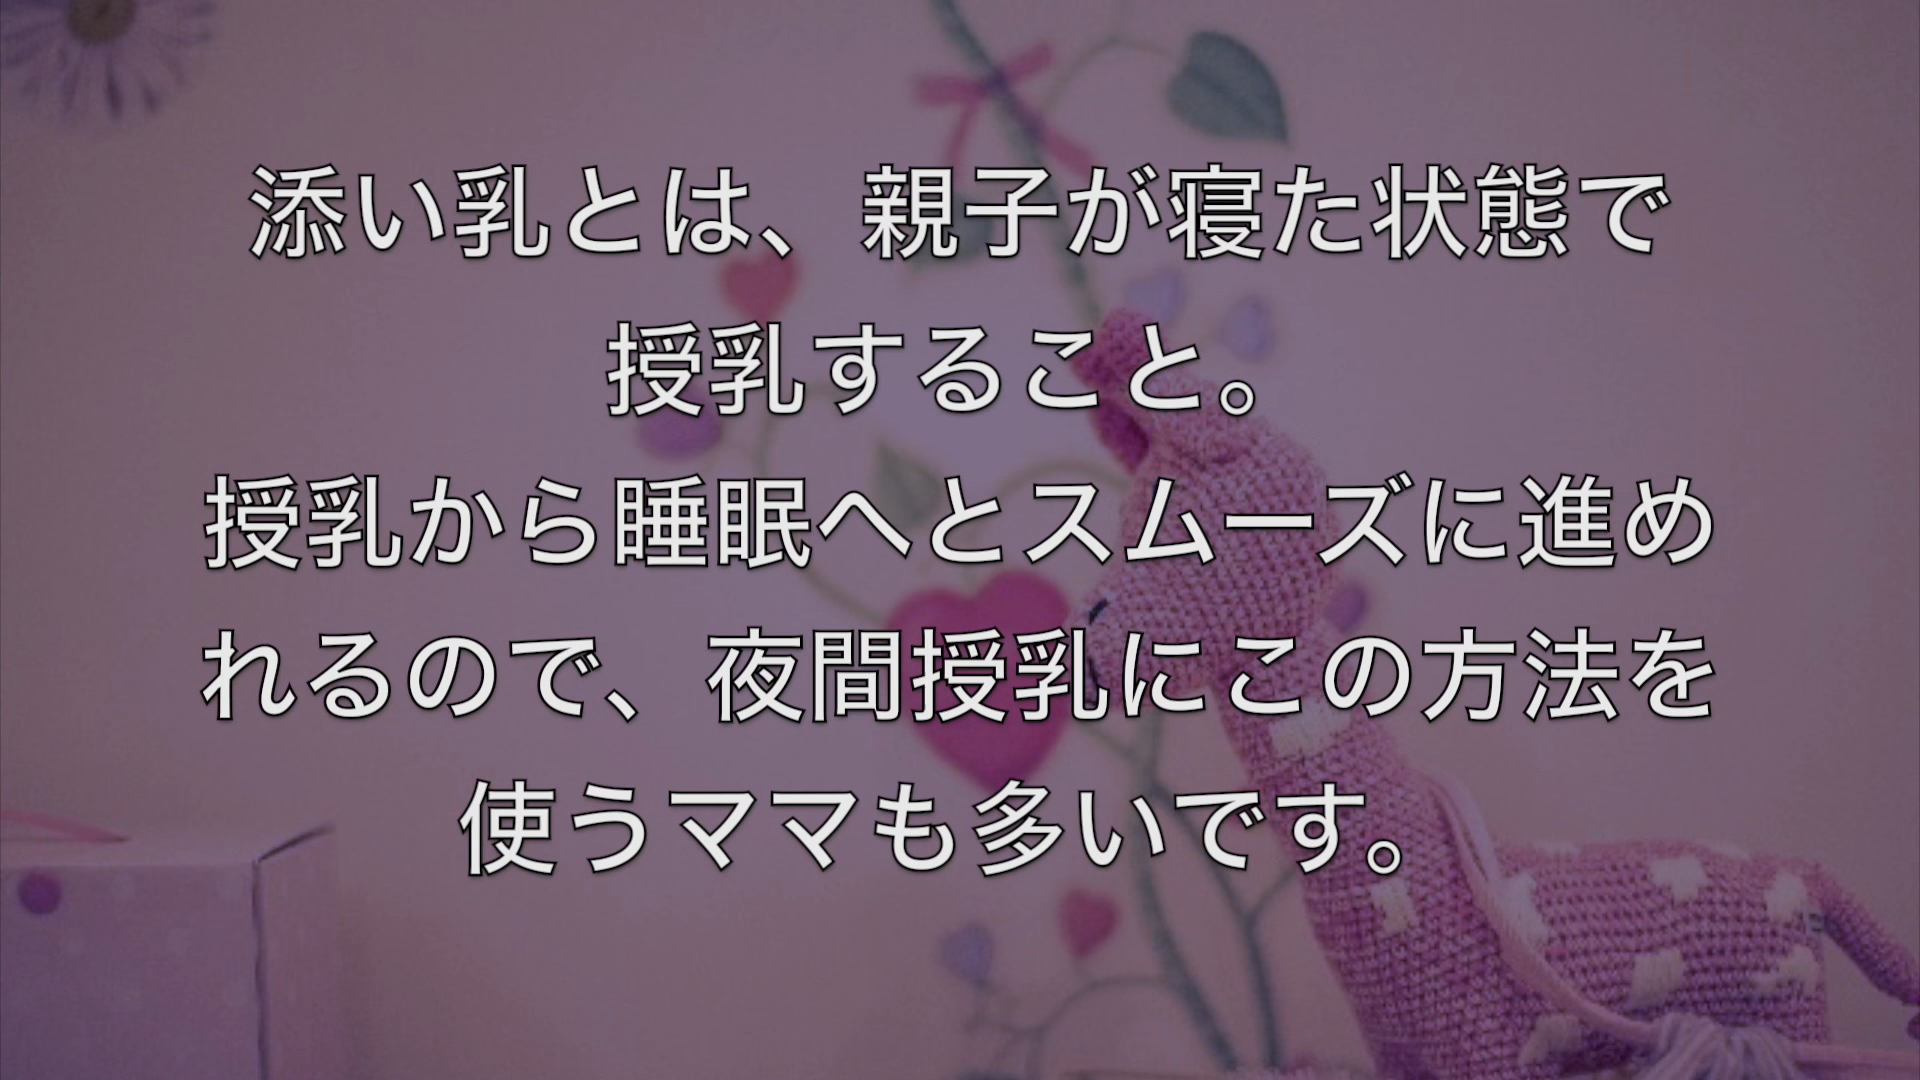 添い乳とは、親子が寝た状態で
授乳すること。
授乳から睡眠へとスムーズに進め
れるので、夜間授乳にこの方法を
使うママも多いです。